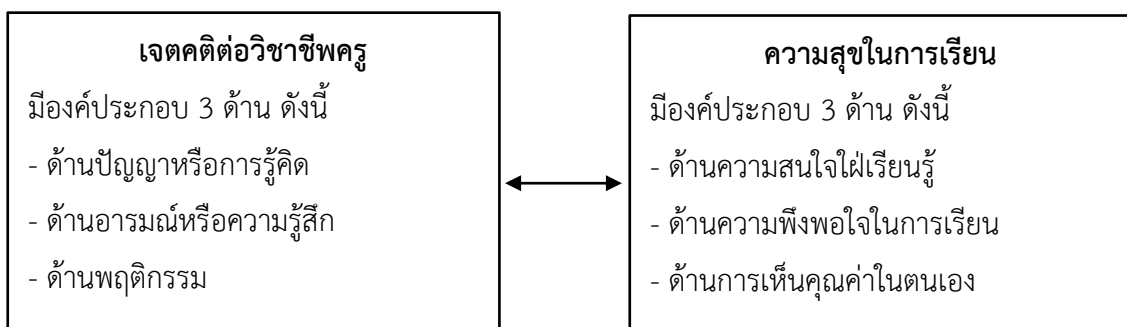 เจตคติต่อวิชาชีพครู
มีองค์ประกอบ 3 ด้าน ดังนี้
- ด้านปัญญาหรือการรู้คิด
- ด้านอารมณ์หรือความรู้สึก
- ด้านพฤติกรรม
ความสุขในการเรียน
มีองค์ประกอบ 3 ด้าน ดังนี้
- ด้านความสนใจใฝ่เรียนรู้
- ด้านความพึงพอใจในการเรียน
- ด้านการเห็นคุณค่าในตนเอง